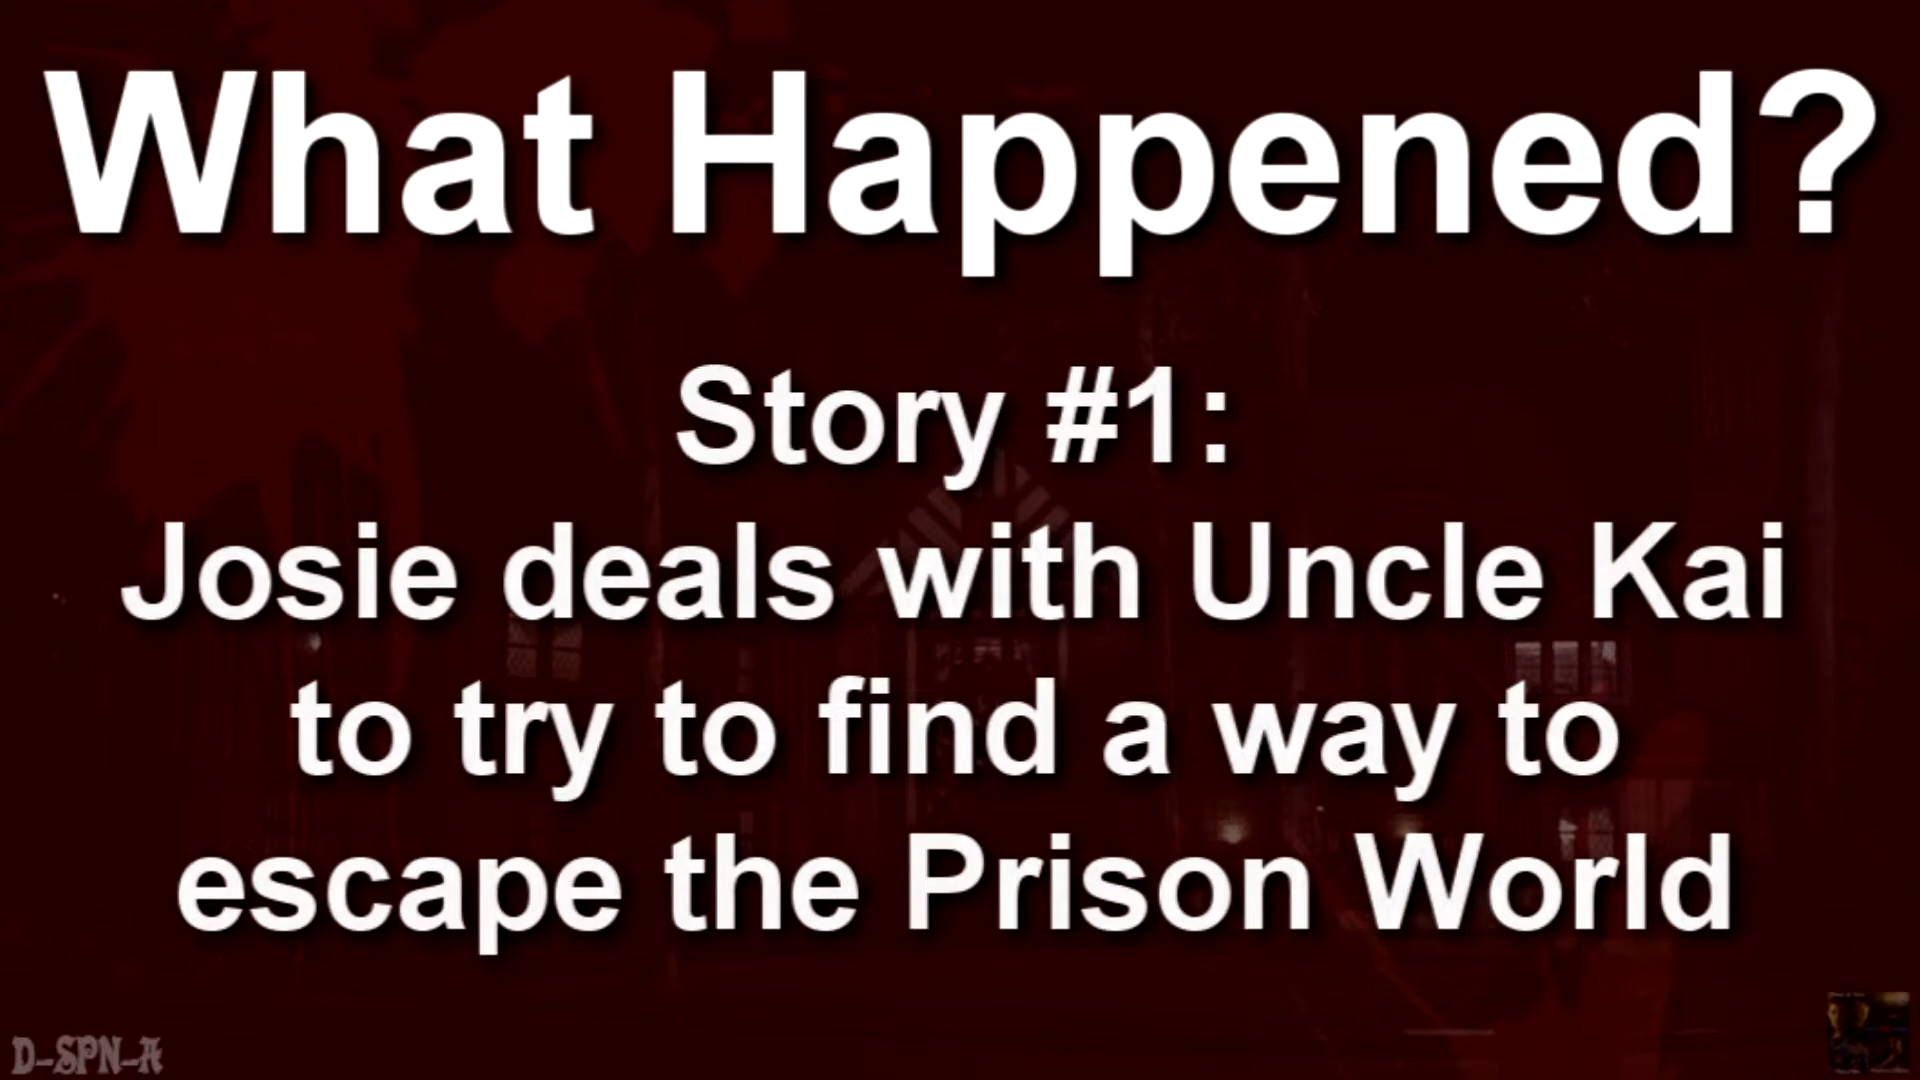 What Happened?
Story #1:
Josie deals with Uncle Kai
to try to find a way to
escape the Prison World
D-SPN-A